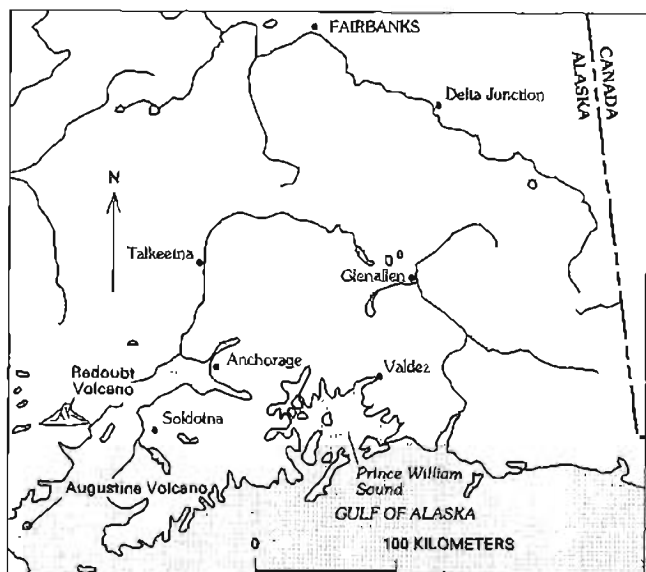 FAIRBANKS
CANADA
ALASKA
Delta Junction
N
Talkeetna
Glenallen
Anchorage
Valdez
Redoubt
Volcano
Soldotna
Augustine Volcano
Prince William
Sound
GULF OF ALASKA
0 100 KILOMETERS